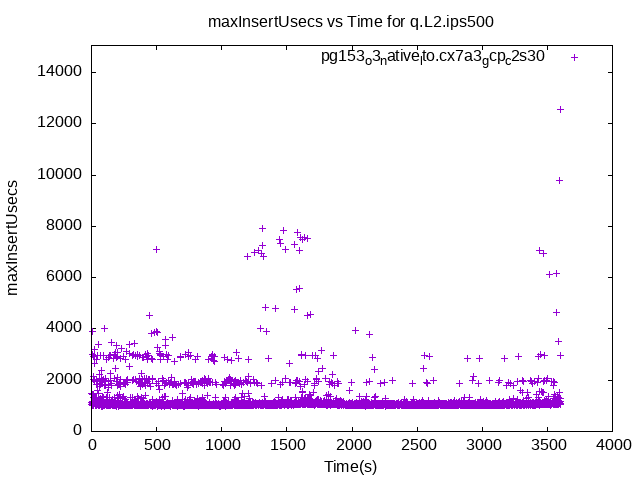 maxInsertUsecs vs Time for q.L2.ips500
pg153o3native_lto.cx7a3gcpc2s30
14000
12000
10000
8000
6000
4000
2000
0
maxInsertUsecs
0 500 1000 1500 2000 2500 3000 3500 4000
Time(s)